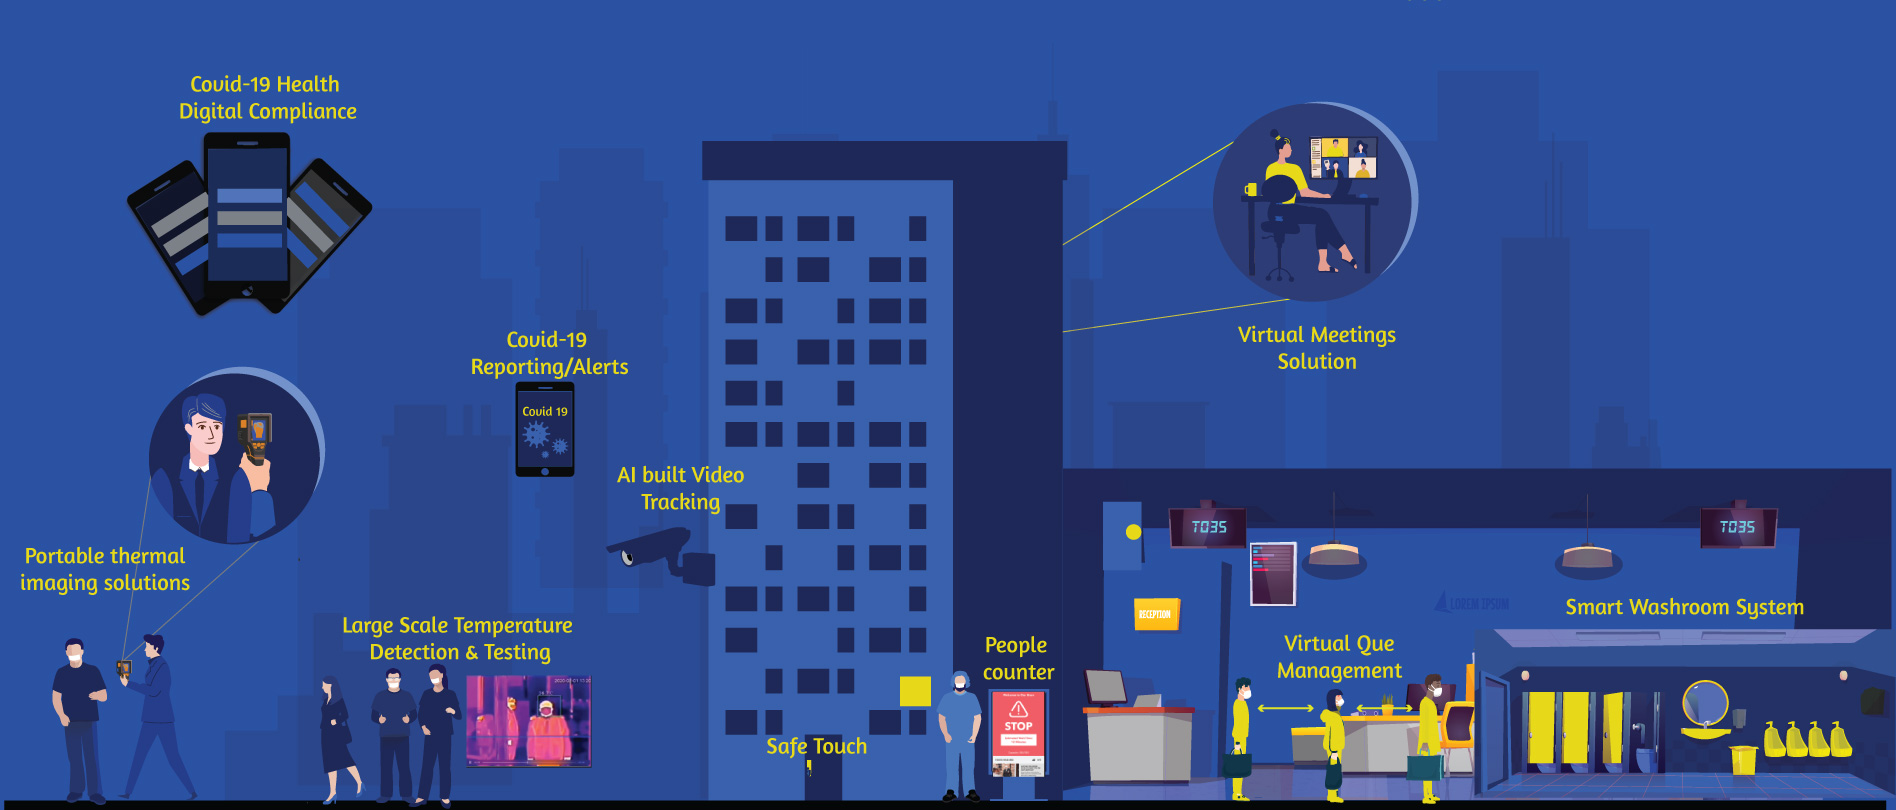 Covid-19 Health
Digital Compliance
Covid-19
Reporting/Alerts
Covid 19
AI built Video
Tracking
Portable thermal
imaging solutions
Large Scale Temperature
Detection & Testing
Safe Touch
People
counter
STOP
Virtual Meetings
Solution
T035
T035
RECEPTION
LOREM IPSUM
Virtual Que
Management
Smart Washroom System